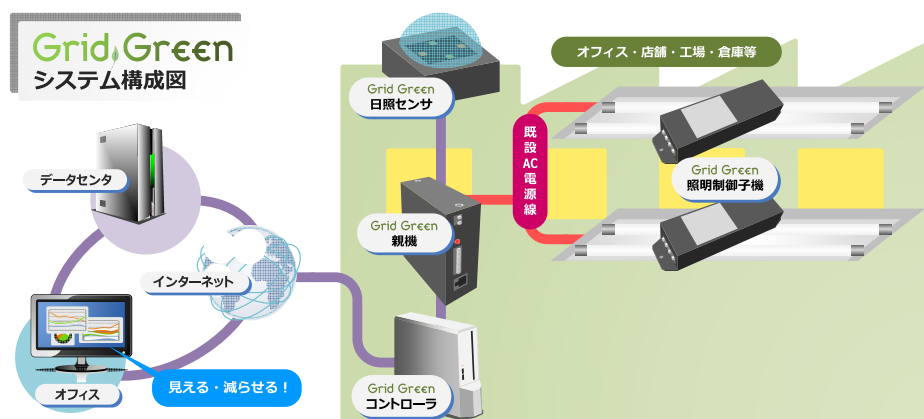 Grid Green
システム構成図
データセンタ
インターネット
オフィス
見える・減らせる！
Grid Green
日照センサ
Grid Green
親機
Grid Green
コントローラ
既設AC電源線
オフィス・店舗・工場・倉庫等
Grid Green
照明制御子機